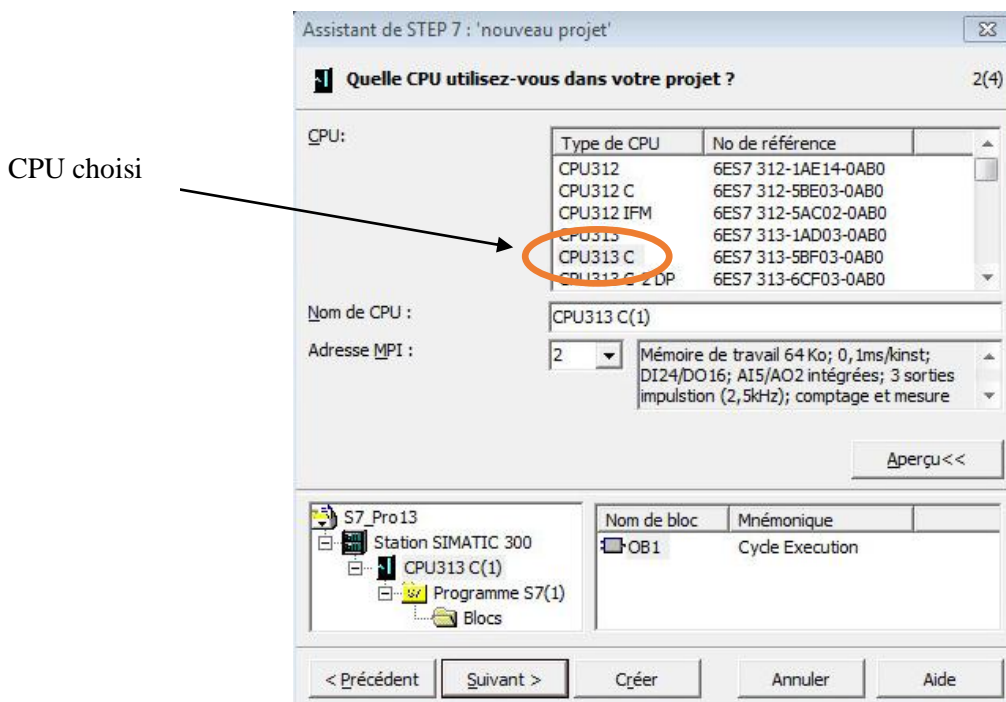 Assistant de STEP 7 : 'nouveau projet'
Quelle CPU utilisez-vous dans votre projet ? 2(4)
CPU:
CPU choisi
Type de CPU No de référence
CPU312 6ES7 312-1AE14-0AB0
CPU312 C 6ES7 312-5BE03-0AB0
CPU312 IFM 6ES7 312-5AC02-0AB0
CPU313 6ES7 313-1AD03-0AB0
CPU313 C 6ES7 313-5BF03-0AB0
CPU313 C-2 DP 6ES7 313-6CF03-0AB0
Nom de CPU : CPU313 C(1)
Adresse MPI : 2
Mémoire de travail 64 Ko; 0,1ms/kinst;
DI24/DO16; AI5/AO2 intégrées; 3 sorties
impulstion (2,5kHz); comptage et mesure
Aperçu<<
S7_Pro13
Station SIMATIC 300
CPU313 C(1)
Programme S7(1)
Blocs
Nom de bloc Mnémonique
OB1 Cycle Execution
< Précédent Suivant > Créer Annuler Aide